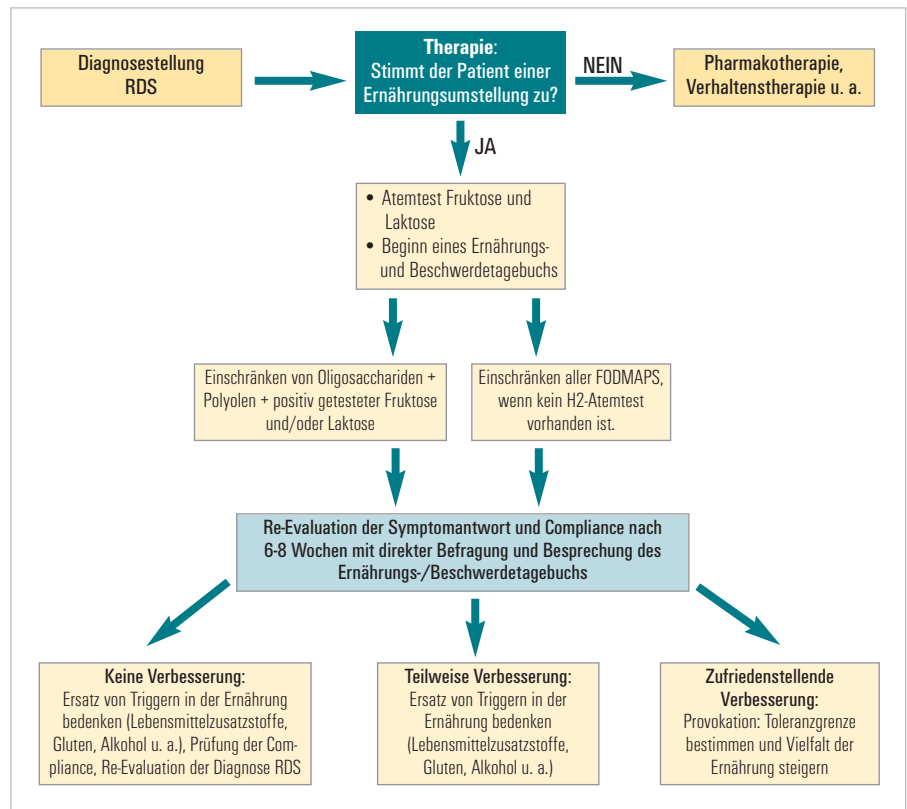 Diagnosestellung
RDS
Therapie:
Stimmt der Patient einer
Ernährungsumstellung zu?
NEIN
Pharmakotherapie,
Verhaltenstherapie u. a.
JA
• Atemtest Fruktose und
Laktose
• Beginn eines Ernährungs-
und Beschwerdetagebuchs
Einschränken von Oligosacchariden +
Polyolen + positiv getesteter Fruktose
und/oder Laktose
Einschränken aller FODMAPS,
wenn kein H2-Atemtest
vorhanden ist.
Re-Evaluation der Symptomantwort und Compliance nach
6-8 Wochen mit direkter Befragung und Besprechung des
Ernährungs-/Beschwerdetagebuchs
Keine Verbesserung:
Ersatz von Triggern in der Ernährung
bedenken (Lebensmittelzusatzstoffe,
Gluten, Alkohol u. a.), Prüfung der Com-
pliance, Re-Evaluation der Diagnose RDS
Teilweise Verbesserung:
Ersatz von Triggern in der
Ernährung bedenken
(Lebensmittelzusatzstoffe,
Gluten, Alkohol u. a.)
Zufriedenstellende
Verbesserung:
Provokation: Toleranzgrenze
bestimmen und Vielfalt der
Ernährung steigern